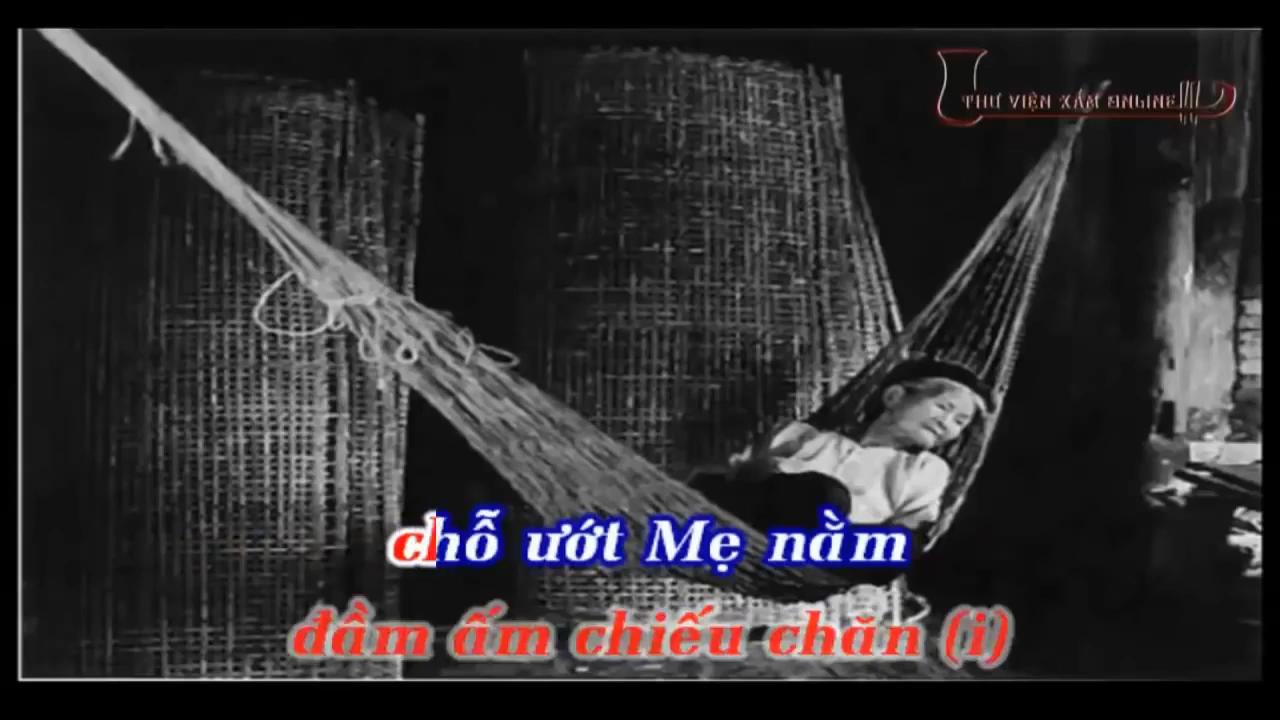 THƯ VIỆN XẨM ONLINE
chỗ ướt Mẹ nằm
đầm ấm chiếu chăn (i)